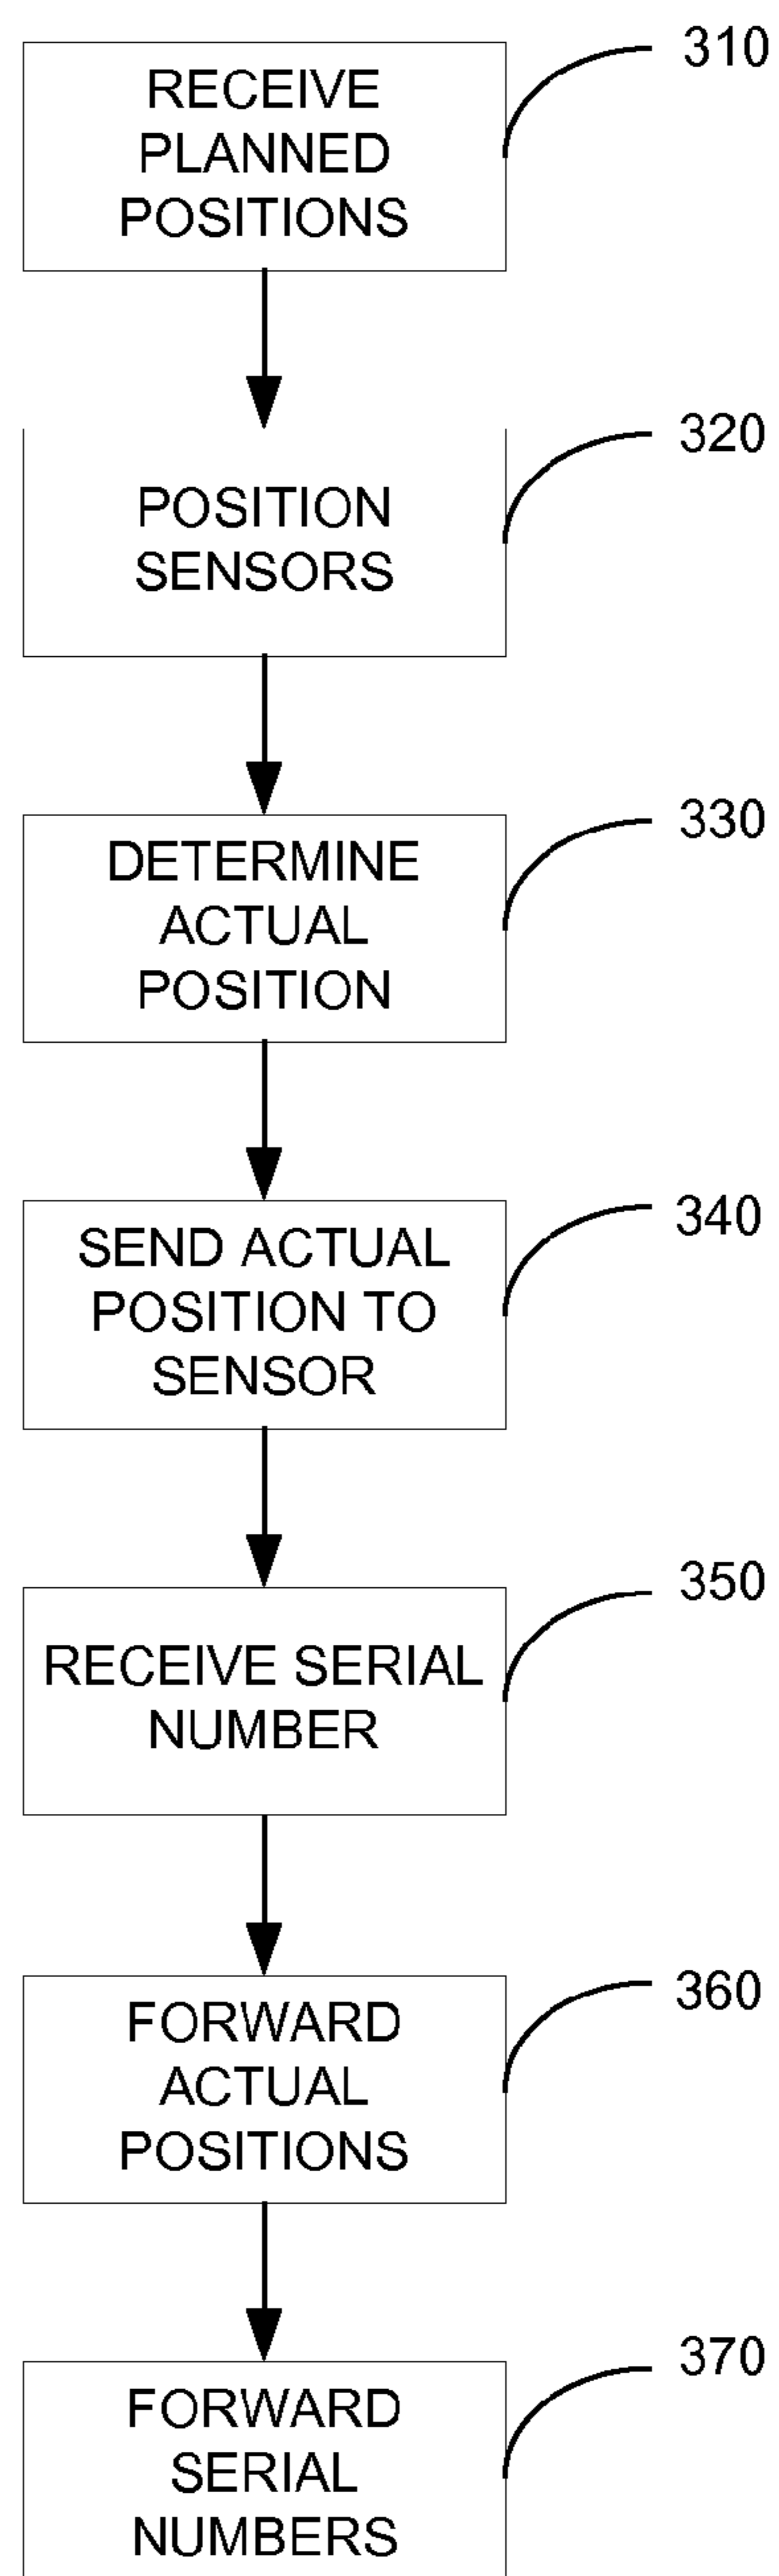 310
RECEIVE
PLANNED
POSITIONS
320
POSITION
SENSORS
330
DETERMINE
ACTUAL
POSITION
340
SEND ACTUAL
POSITION TO
SENSOR
350
RECEIVE SERIAL
NUMBER
360
FORWARD
ACTUAL
POSITIONS
370
FORWARD
SERIAL
NUMBERS